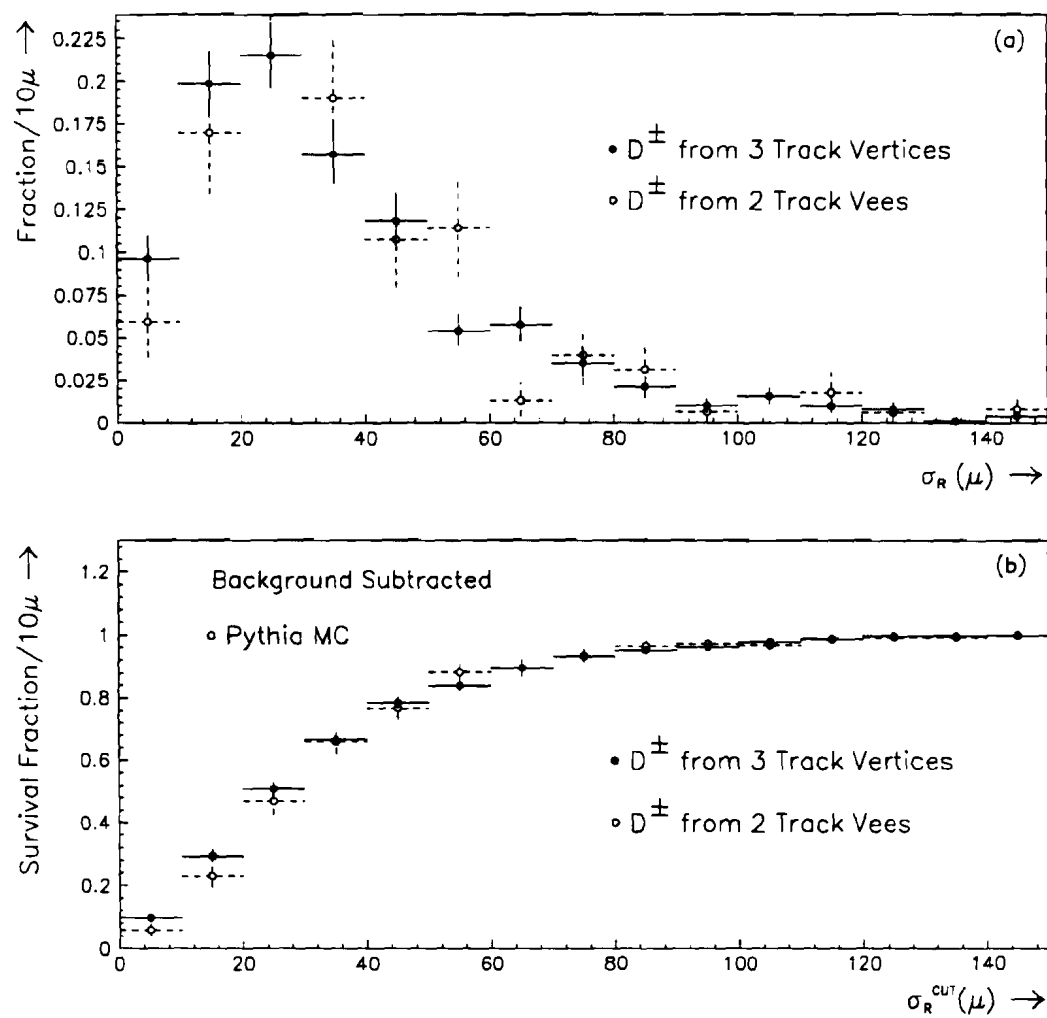 (a)
Fraction/10μ →
0.225
0.2
0.175
0.15
0.125
0.1
0.075
0.05
0.025
0
● D± from 3 Track Vertices
○ D± from 2 Track Vees
0 20 40 60 80 100 120 140
σR (μ) →
(b)
Survival Fraction/10μ →
1.2
1
0.8
0.6
0.4
0.2
0
Background Subtracted
○ Pythia MC
● D± from 3 Track Vertices
○ D± from 2 Track Vees
0 20 40 60 80 100 120 140
σR^CUT(μ) →